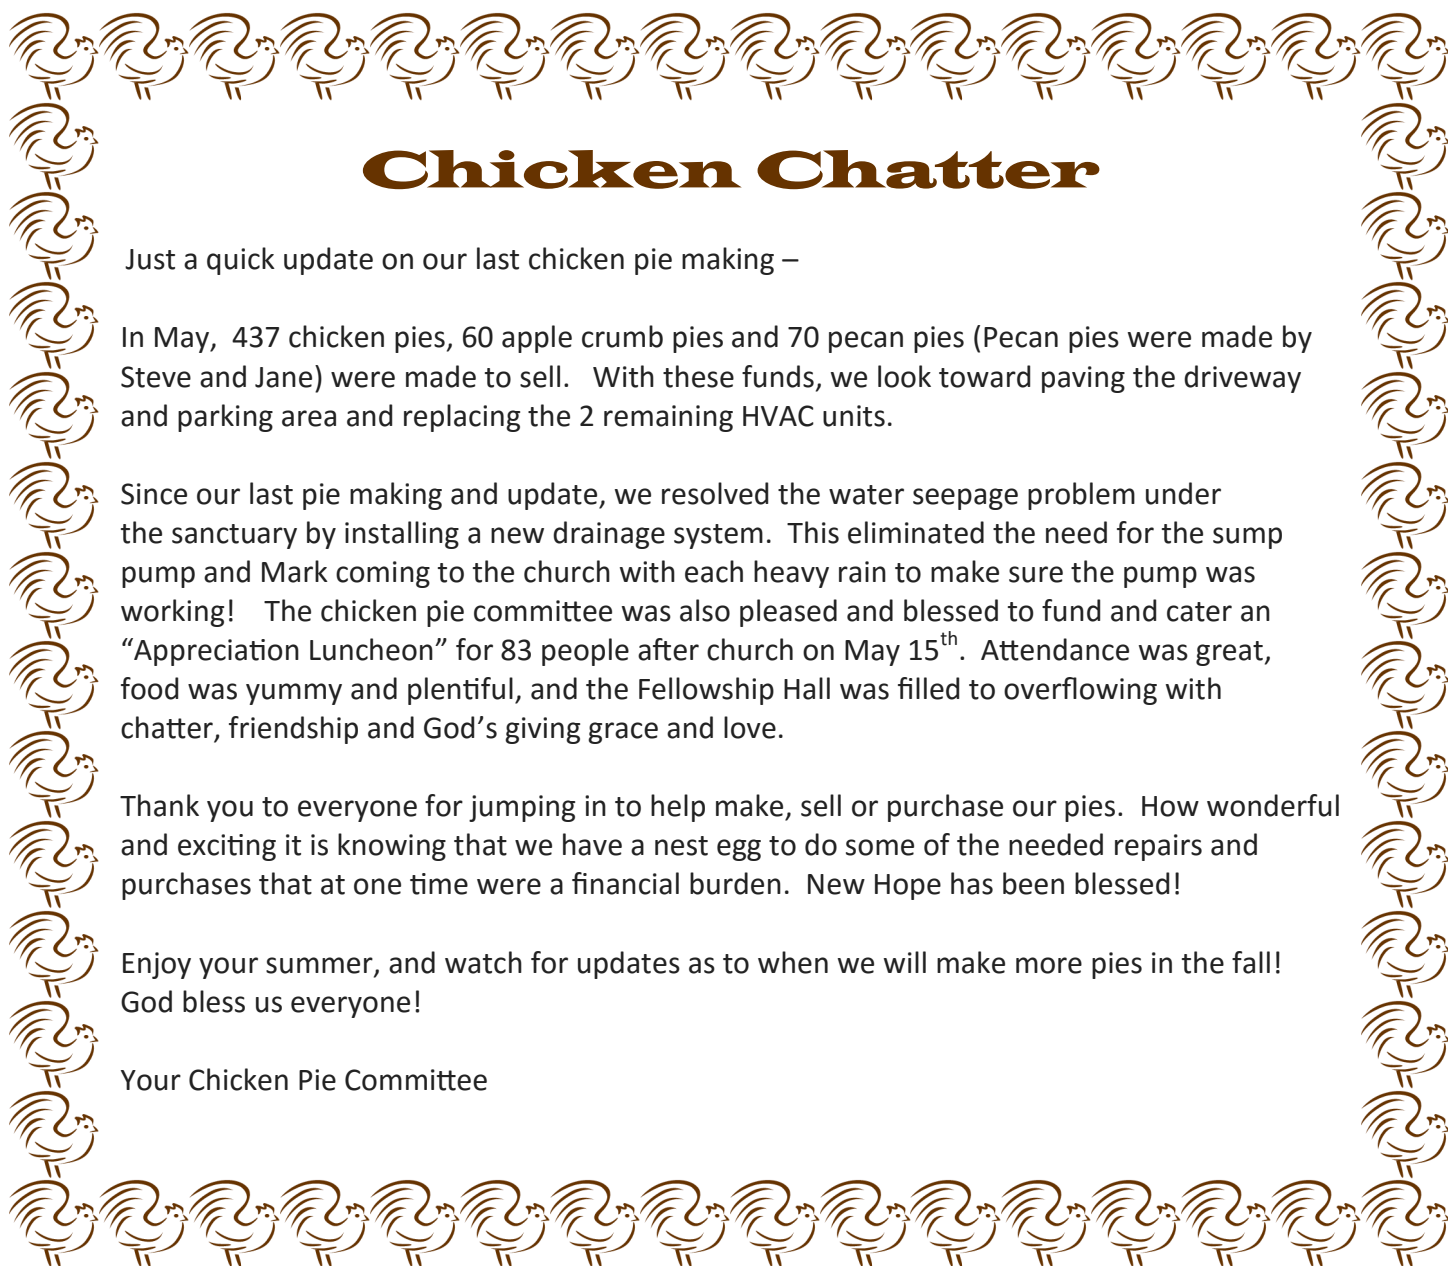 Chicken Chatter
Just a quick update on our last chicken pie making –
In May,  437 chicken pies, 60 apple crumb pies and 70 pecan pies (Pecan pies were made by
Steve and Jane) were made to sell.   With these funds, we look toward paving the driveway
and parking area and replacing the 2 remaining HVAC units.
Since our last pie making and update, we resolved the water seepage problem under
the sanctuary by installing a new drainage system.  This eliminated the need for the sump
pump and Mark coming to the church with each heavy rain to make sure the pump was
working!    The chicken pie committee was also pleased and blessed to fund and cater an
“Appreciation Luncheon” for 83 people after church on May 15th.  Attendance was great,
food was yummy and plentiful, and the Fellowship Hall was filled to overflowing with
chatter, friendship and God’s giving grace and love.
Thank you to everyone for jumping in to help make, sell or purchase our pies.  How wonderful
and exciting it is knowing that we have a nest egg to do some of the needed repairs and
purchases that at one time were a financial burden.  New Hope has been blessed!
Enjoy your summer, and watch for updates as to when we will make more pies in the fall!
God bless us everyone!
Your Chicken Pie Committee